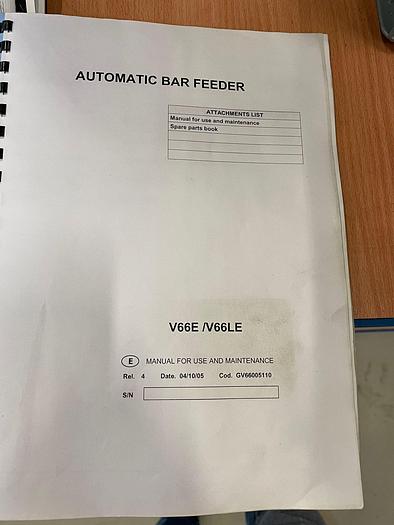 AUTOMATIC BAR FEEDER
ATTACHMENTS LIST
Manual for use and maintenance
Spare parts book
V66E /V66LE
E MANUAL FOR USE AND MAINTENANCE
Rel. 4 Date. 04/10/05 Cod. GV66005110
S/N